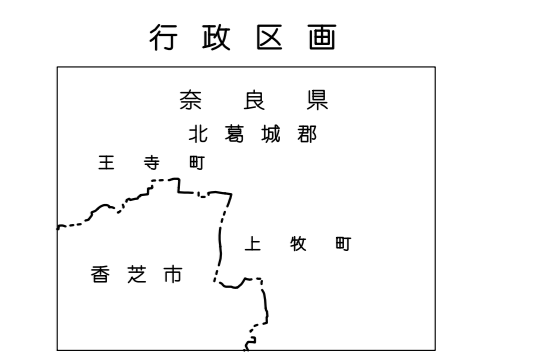 行政区画
奈良県
北葛城郡
王寺町
上牧町
香芝市